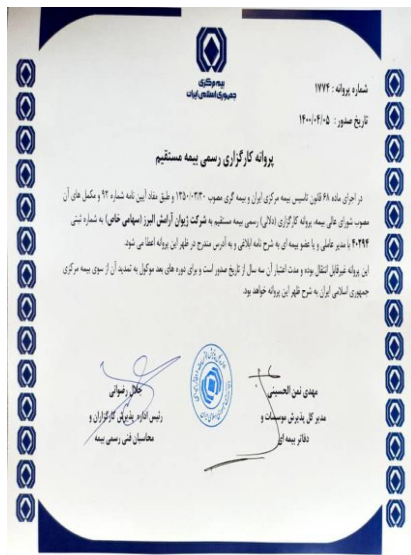 بیمه مرکزی
جمهوری اسلامی ایران
شماره پروانه : ۱۷۷۴
تاریخ صدور : ۱۴۰۰/۰۴/۰۵
پروانه کارگزاری رسمی بیمه مستقیم
در اجرای ماده ۶۸ قانون تاسیس بیمه مرکزی ایران و بیمه گری مصوب ۱۳۵۰/۰۳/۳۰ و طبق مفاد آیین نامه شماره ۹۲ و مکمل های آن
مصوب شورای عالی بیمه، پروانه کارگزاری (دلالی) رسمی بیمه مستقیم به شرکت ژیوان آرامش البرز (سهامی خاص) به شماره ثبتی
۴۰۲۹۴ با مدیر عاملی و یا عضو بیمه ای به شرح نامه ابلاغی و به آدرس مندرج در ظهر این پروانه اعطا می شود.
این پروانه غیرقابل انتقال بوده و مدت اعتبار آن سه سال از تاریخ صدور است و برای دوره های بعد موکول به تمدید آن از سوی بیمه مرکزی
جمهوری اسلامی ایران به شرح ظهر این پروانه خواهد بود.
مهدی نمن الحسینی
مدیر کل پذیرش موسسات و
دفاتر بیمه ای
جلال رضوانی
رئیس اداره پذیرش کارگزاران و
محاسبان فنی رسمی بیمه